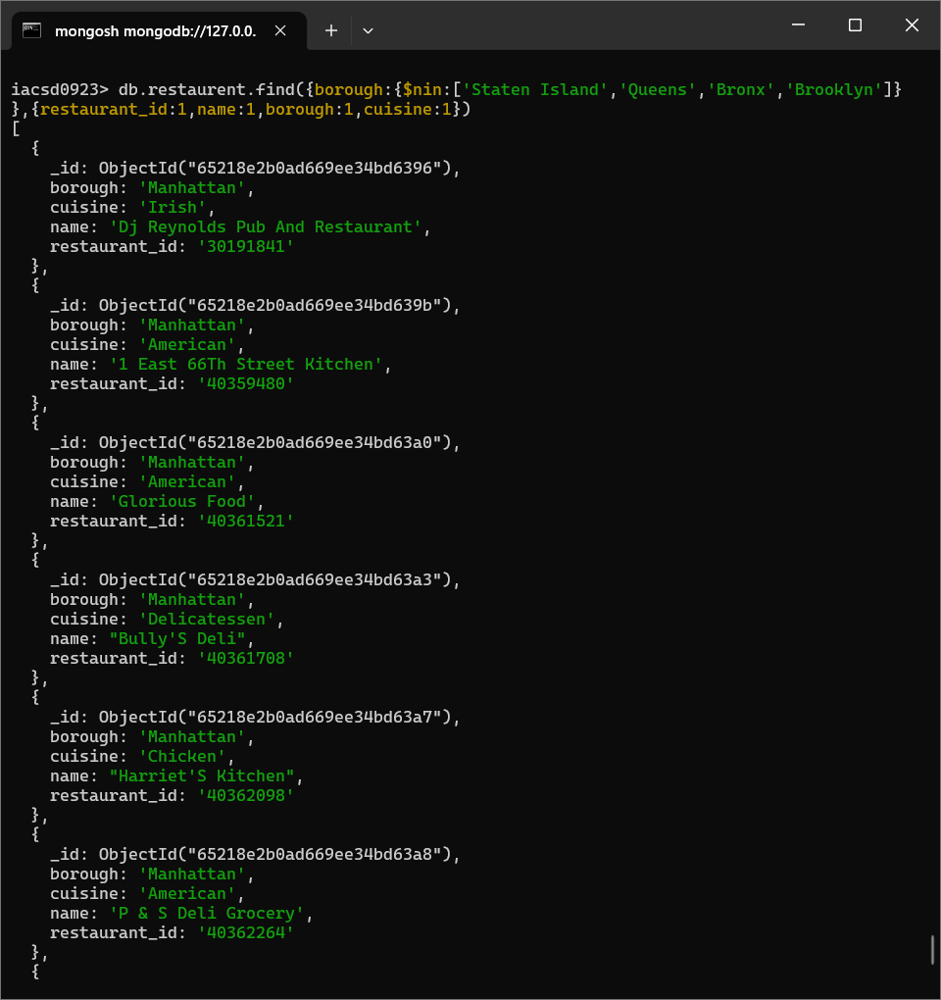 mongosh mongodb://127.0.0.
iacsd0923> db.restaurent.find({borough:{$nin:['Staten Island','Queens','Bronx','Brooklyn']}
},{restaurant_id:1,name:1,borough:1,cuisine:1})
[
  {
    _id: ObjectId("65218e2b0ad669ee34bd6396"),
    borough: 'Manhattan',
    cuisine: 'Irish',
    name: 'Dj Reynolds Pub And Restaurant',
    restaurant_id: '30191841'
  },
  {
    _id: ObjectId("65218e2b0ad669ee34bd639b"),
    borough: 'Manhattan',
    cuisine: 'American',
    name: '1 East 66Th Street Kitchen',
    restaurant_id: '40359480'
  },
  {
    _id: ObjectId("65218e2b0ad669ee34bd63a0"),
    borough: 'Manhattan',
    cuisine: 'American',
    name: 'Glorious Food',
    restaurant_id: '40361521'
  },
  {
    _id: ObjectId("65218e2b0ad669ee34bd63a3"),
    borough: 'Manhattan',
    cuisine: 'Delicatessen',
    name: "Bully'S Deli",
    restaurant_id: '40361708'
  },
  {
    _id: ObjectId("65218e2b0ad669ee34bd63a7"),
    borough: 'Manhattan',
    cuisine: 'Chicken',
    name: "Harriet'S Kitchen",
    restaurant_id: '40362098'
  },
  {
    _id: ObjectId("65218e2b0ad669ee34bd63a8"),
    borough: 'Manhattan',
    cuisine: 'American',
    name: 'P & S Deli Grocery',
    restaurant_id: '40362264'
  },
  {